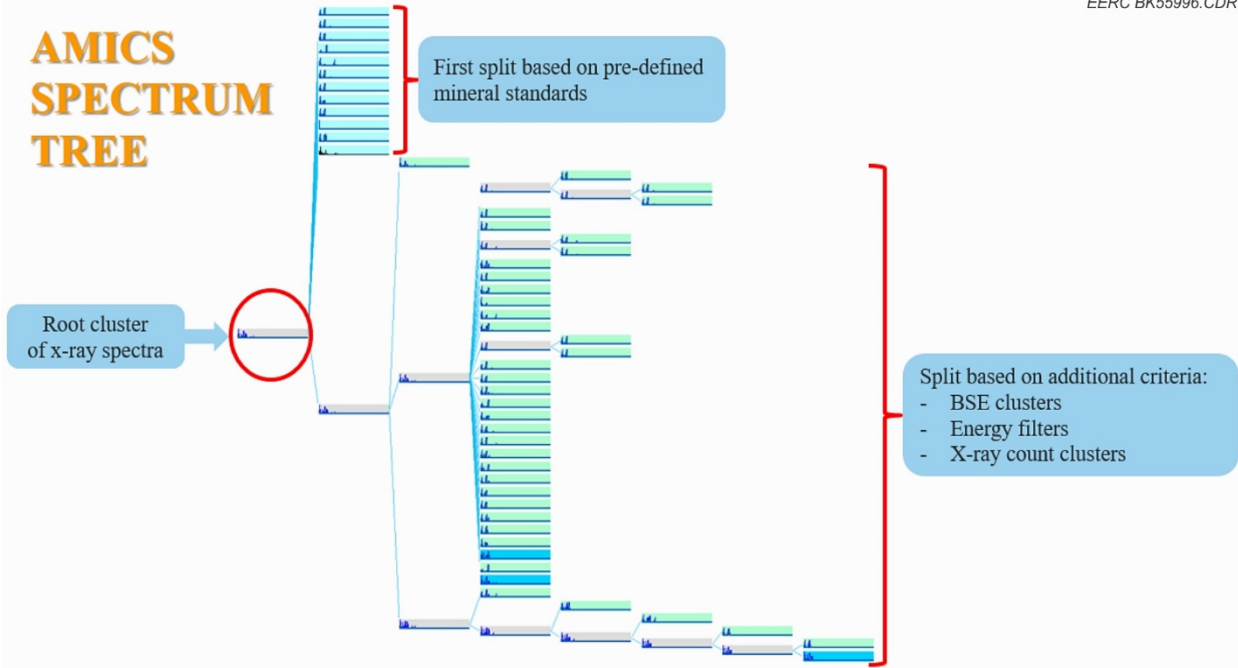 EERC BK55996.CDR
AMICS
SPECTRUM
TREE
First split based on pre-defined
mineral standards
Root cluster
of x-ray spectra
Split based on additional criteria:
- BSE clusters
- Energy filters
- X-ray count clusters